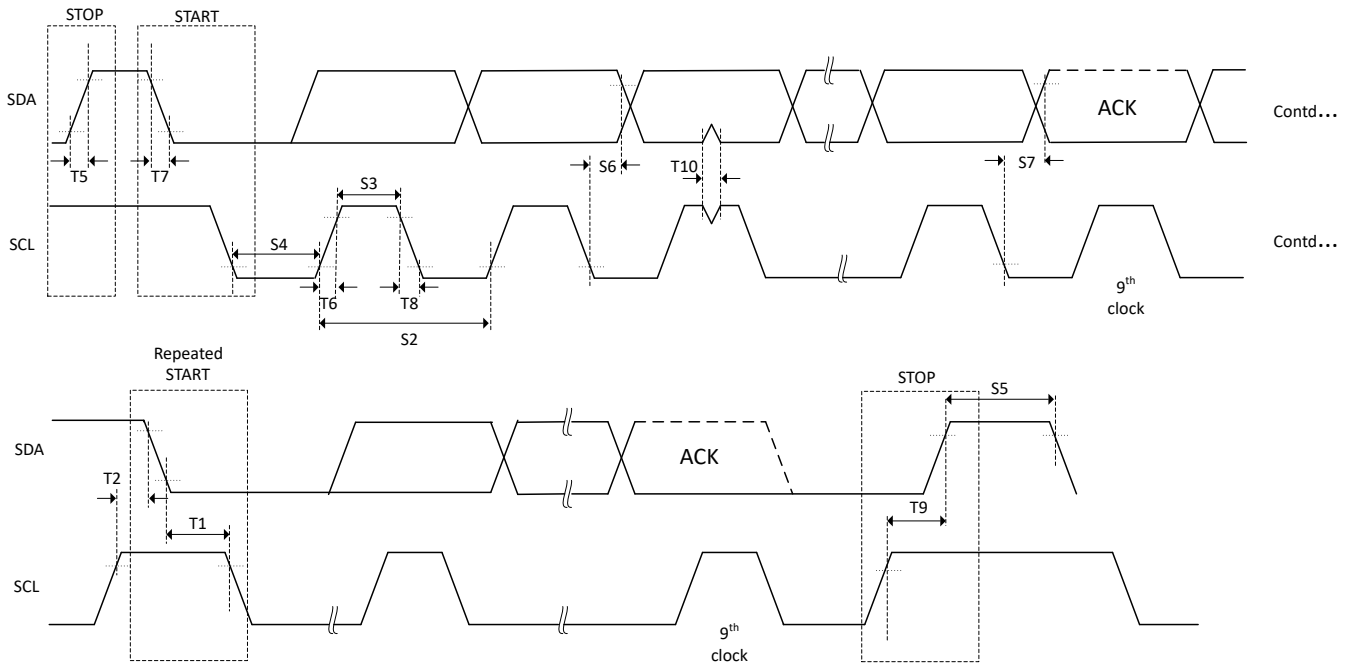 STOP
START
SDA
ACK
Contd...
T5
T7
S6
T10
S7
S3
SCL
S4
Contd...
T6
T8
9th
clock
S2
Repeated
START
STOP
S5
SDA
ACK
T2
T9
T1
SCL
9th
clock